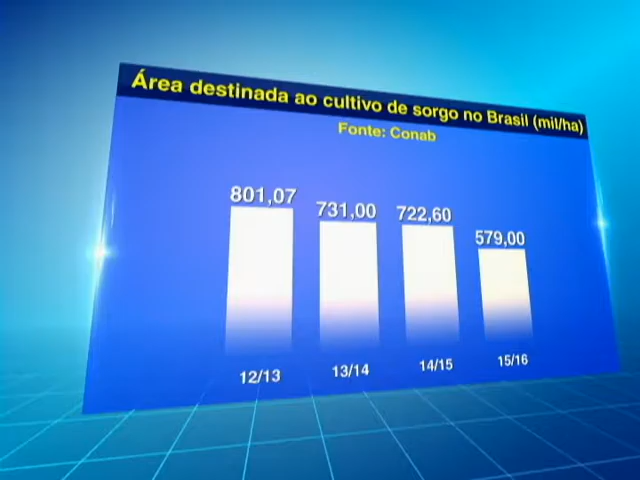 Área destinada ao cultivo de sorgo no Brasil (mil/ha)
Fonte: Conab
801,07 731,00 722,60 579,00
12/13 13/14 14/15 15/16